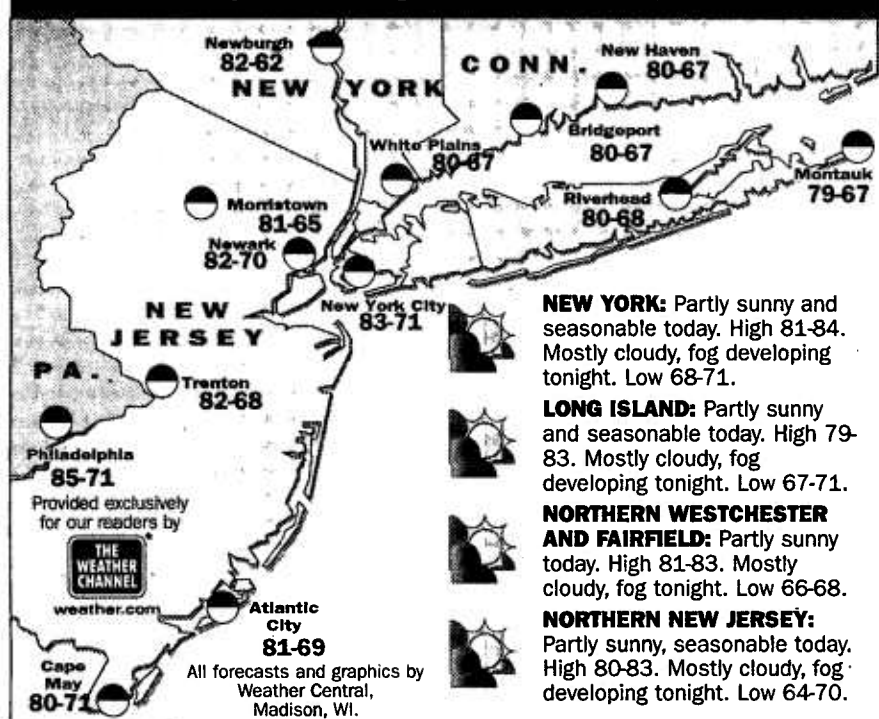 Newburgh
82-62
NEW YORK
CONN.
New Haven
80-67
Bridgeport
80-67
White Plains
80-67
Montauk
79-67
Riverhead
80-68
Morristown
81-65
Newark
82-70
New York City
83-71
NEW
JERSEY
PA.
Trenton
82-68
Philadelphia
85-71
Provided exclusively
for our readers by
THE
WEATHER
CHANNEL
weather.com
Atlantic
City
81-69
Cape
May
80-71
All forecasts and graphics by
Weather Central,
Madison, WI.
NEW YORK: Partly sunny and
seasonable today. High 81-84.
Mostly cloudy, fog developing
tonight. Low 68-71.
LONG ISLAND: Partly sunny
and seasonable today. High 79-
83. Mostly cloudy, fog
developing tonight. Low 67-71.
NORTHERN WESTCHESTER
AND FAIRFIELD: Partly sunny
today. High 81-83. Mostly
cloudy, fog tonight. Low 66-68.
NORTHERN NEW JERSEY:
Partly sunny, seasonable today.
High 80-83. Mostly cloudy, fog
developing tonight. Low 64-70.